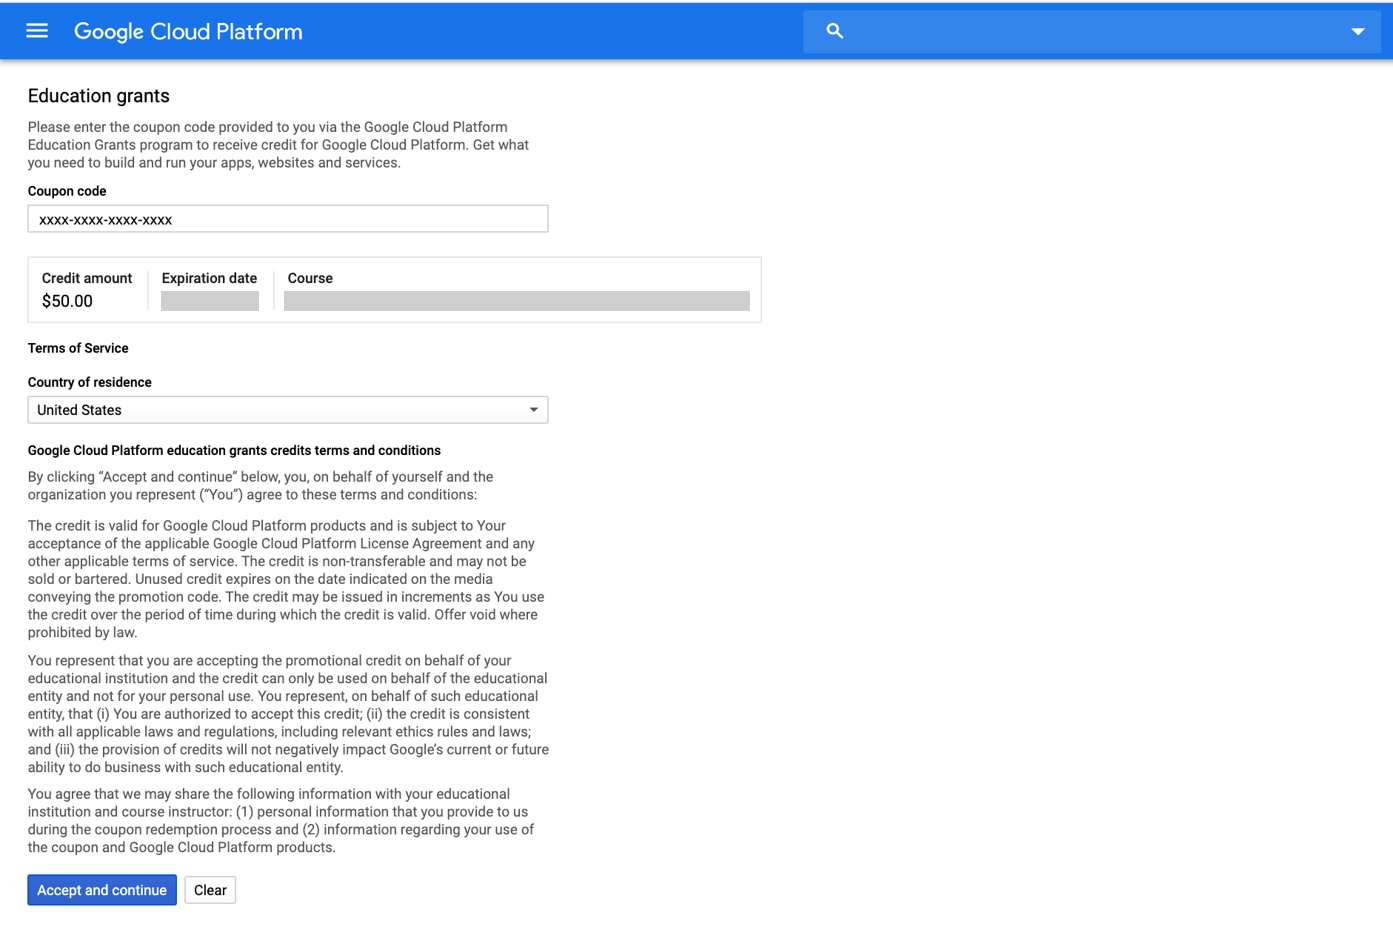 Google Cloud Platform
Education grants
Please enter the coupon code provided to you via the Google Cloud Platform
Education Grants program to receive credit for Google Cloud Platform. Get what
you need to build and run your apps, websites and services.
Coupon code
xxxx-xxxx-xxxx-xxxx
Credit amount Expiration date Course
$50.00
Terms of Service
Country of residence
United States
Google Cloud Platform education grants credits terms and conditions
By clicking “Accept and continue” below, you, on behalf of yourself and the
organization you represent (“You”) agree to these terms and conditions:
The credit is valid for Google Cloud Platform products and is subject to Your
acceptance of the applicable Google Cloud Platform License Agreement and any
other applicable terms of service. The credit is non-transferable and may not be
sold or bartered. Unused credit expires on the date indicated on the media
conveying the promotion code. The credit may be issued in increments as You use
the credit over the period of time during which the credit is valid. Offer void where
prohibited by law.
You represent that you are accepting the promotional credit on behalf of your
educational institution and the credit can only be used on behalf of the educational
entity and not for your personal use. You represent, on behalf of such educational
entity, that (i) You are authorized to accept this credit; (ii) the credit is consistent
with all applicable laws and regulations, including relevant ethics rules and laws;
and (iii) the provision of credits will not negatively impact Google’s current or future
ability to do business with such educational entity.
You agree that we may share the following information with your educational
institution and course instructor: (1) personal information that you provide to us
during the coupon redemption process and (2) information regarding your use of
the coupon and Google Cloud Platform products.
Accept and continue Clear